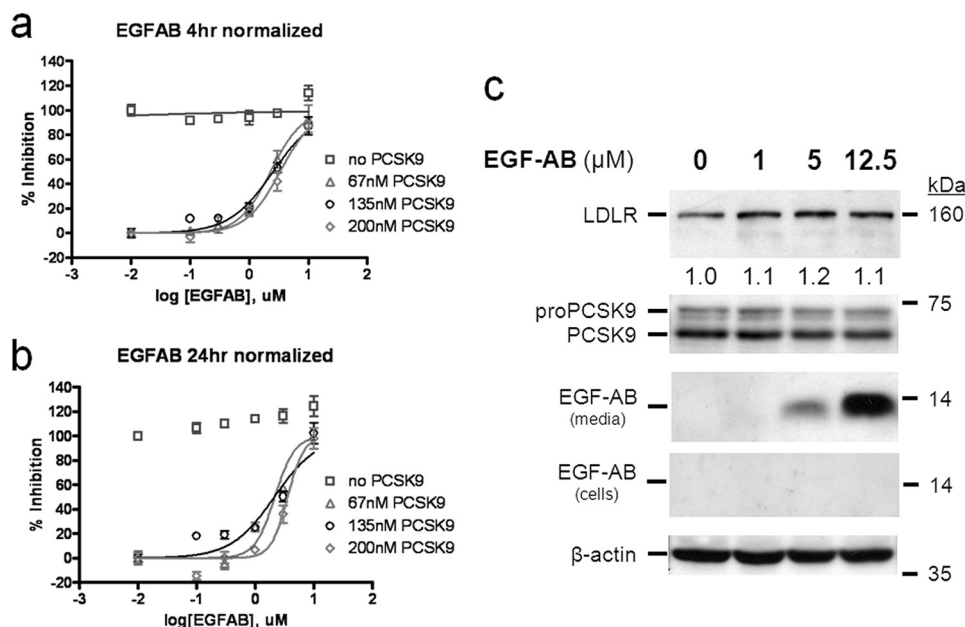 a
EGFAB 4hr normalized
140
120
100
80
60
40
20
0
-20
% Inhibition
-3 -2 -1 0 1 2
log [EGFAB], uM
no PCSK9
67nM PCSK9
135nM PCSK9
200nM PCSK9
b
EGFAB 24hr normalized
140
120
100
80
60
40
20
0
-20
% Inhibition
-3 -2 -1 0 1 2
log[EGFAB], uM
no PCSK9
67nM PCSK9
135nM PCSK9
200nM PCSK9
c
EGF-AB (µM) 0 1 5 12.5
kDa
LDLR 160
1.0 1.1 1.2 1.1
75
proPCSK9
PCSK9
EGF-AB 14
(media)
EGF-AB
(cells) 14
β-actin
35